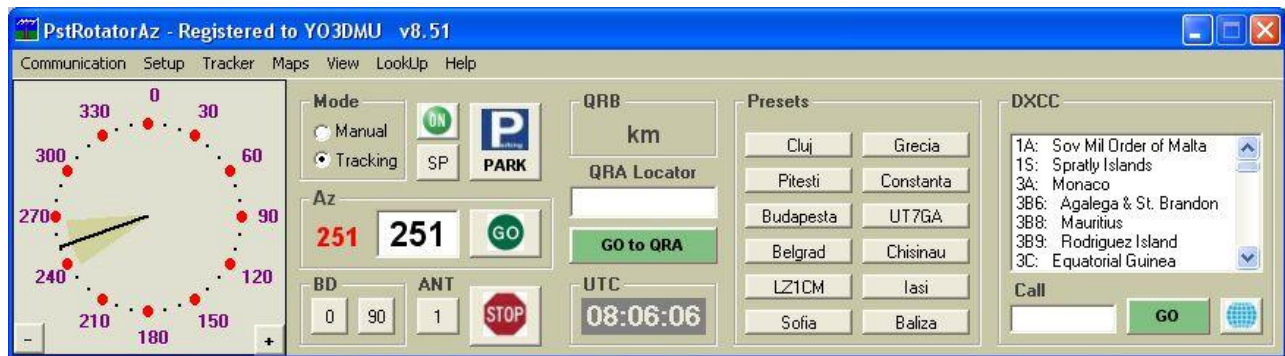 PstRotatorAz - Registered to YO3DMU v8.51
Communication Setup Tracker Maps View LookUp Help
0
330 30
300 60
270 90
240 120
210 150
180
- +
Mode
Manual
Tracking
ON
SP
P
PARK
Az
251 251 GO
BD
0 90
ANT
1
STOP
QRB
km
QRA Locator
GO to QRA
UTC
08:06:06
Presets
Cluj Grecia
Pitesti Constanta
Budapesta UT7GA
Belgrad Chisinau
LZ1CM Iasi
Sofia Baliza
DXCC
1A: Sov Mil Order of Malta
1S: Spratly Islands
3A: Monaco
3B6: Agalega & St. Brandon
3B8: Mauritius
3B9: Rodriguez Island
3C: Equatorial Guinea
Call
GO